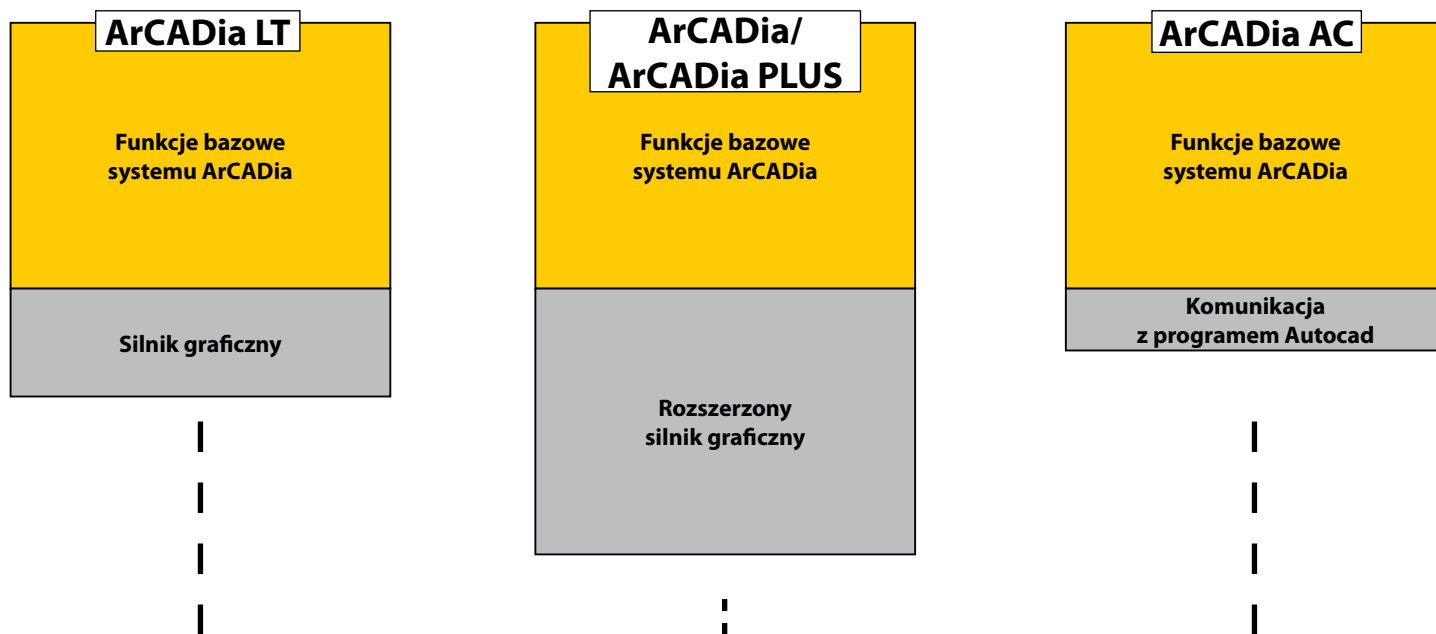 ArCADia LT
Funkcje bazowe
systemu ArCADia
Silnik graficzny
ArCADia/
ArCADia PLUS
Funkcje bazowe
systemu ArCADia
Rozszerzony
silnik graficzny
ArCADia AC
Funkcje bazowe
systemu ArCADia
Komunikacja
z programem Autocad